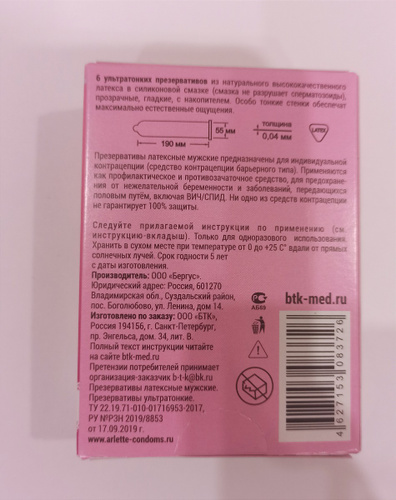 6 ультратонких презервативов из натурального высококачественного
латекса в силиконовой смазке (смазка не разрушает сперматозоиды),
прозрачные, гладкие, с накопителем. Особо тонкие стенки обеспечат
максимально естественные ощущения.
190 мм
55 мм
толщина
0,04 мм
LATEX
Презервативы латексные мужские предназначены для индивидуальной
контрацепции (средство контрацепции барьерного типа). Применяются
как профилактическое и противозачаточное средство, для предохране-
ния от нежелательной беременности и заболеваний, передающихся
половым путём, включая ВИЧ/СПИД. Ни одно из средств контрацепции
не гарантирует 100% защиты.
Следуйте прилагаемой инструкции по применению (см.
инструкцию-вкладыш). Только для одноразового использования.
Хранить в сухом месте при температуре от 0 до +25 С° вдали от прямых
солнечных лучей. Срок годности 5 лет
с даты изготовления.
Производитель: ООО «Бергус».
Юридический адрес: Россия, 601270
Владимирская обл., Суздальский район,
пос. Боголюбово, ул. Ленина, дом 14.
Изготовлено по заказу: ООО «БТК»,
Россия 194156, г. Санкт-Петербург,
пр. Энгельса, дом 34, лит. В.
Полный текст инструкции читайте
на сайте btk-med.ru
Претензии потребителей принимает
организация-заказчик b-t-k@bk.ru
Презервативы латексные мужские.
Презервативы ультратонкие.
ТУ 22.19.71-010-01716953-2017,
РУ №РЗН 2019/8853
от 17.09.2019 г.
www.arlette-condoms.ru
btk-med.ru
4627153083726